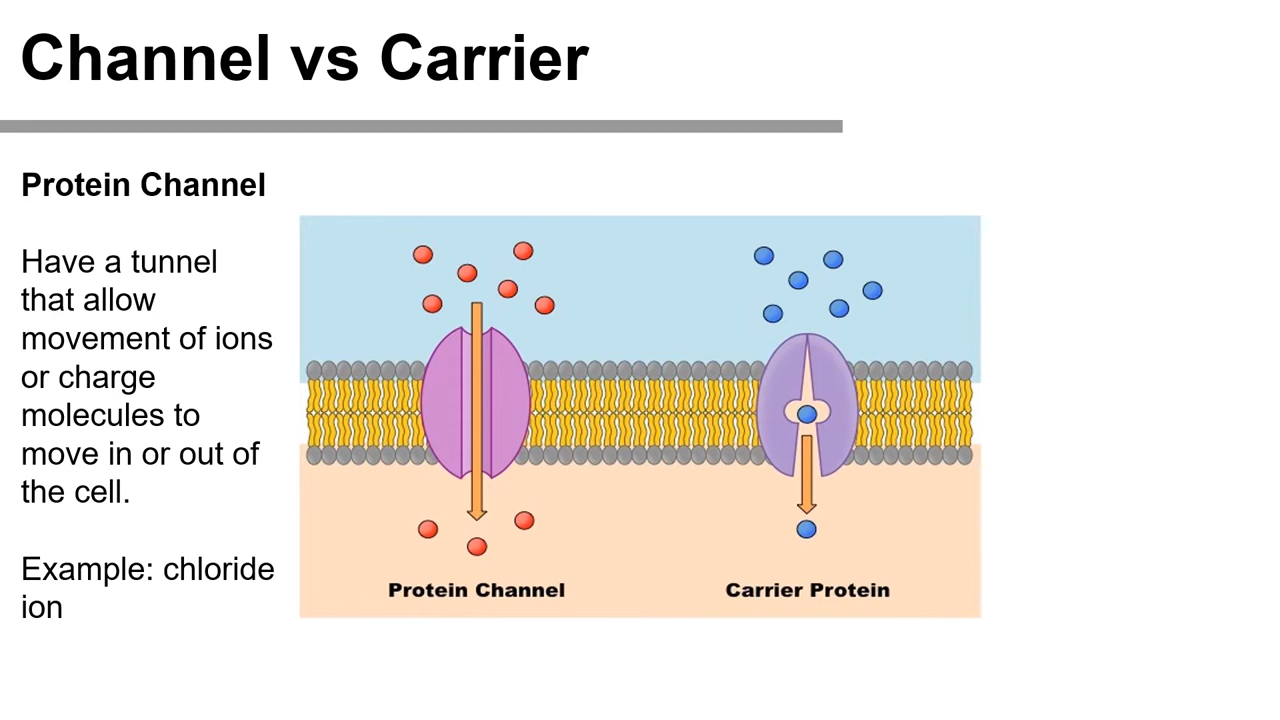 Channel vs Carrier
Protein Channel
Have a tunnel
that allow
movement of ions
or charge
molecules to
move in or out of
the cell.
Example: chloride
ion
Protein Channel
Carrier Protein